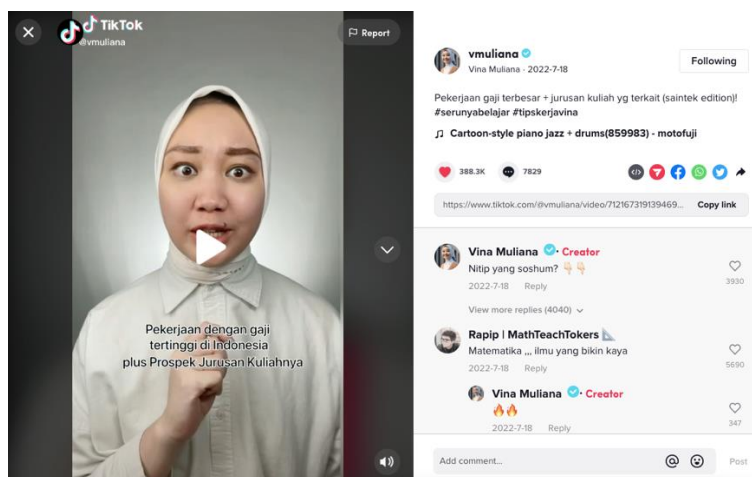 TikTok
@vmuliana
Report
Pekerjaan dengan gaji
tertinggi di Indonesia
plus Prospek Jurusan Kuliahnya
vmuliana
Vina Muliana · 2022-7-18
Following
Pekerjaan gaji terbesar + jurusan kuliah yg terkait (saintek edition)!
#serunyabelajar #tipskerjavina
Cartoon-style piano jazz + drums(859983) - motofuji
388.3K
7829
https://www.tiktok.com/@vmuliana/video/712167319139469...
Copy link
Vina Muliana · Creator
Nitip yang soshum? 👇🏻👇🏻
3930
2022-7-18 Reply
View more replies (4040)
Rapip | MathTeachTokers 📐
Matematika ,,, ilmu yang bikin kaya
5690
2022-7-18 Reply
Vina Muliana · Creator
🔥🔥
347
2022-7-18 Reply
Add comment...
Post